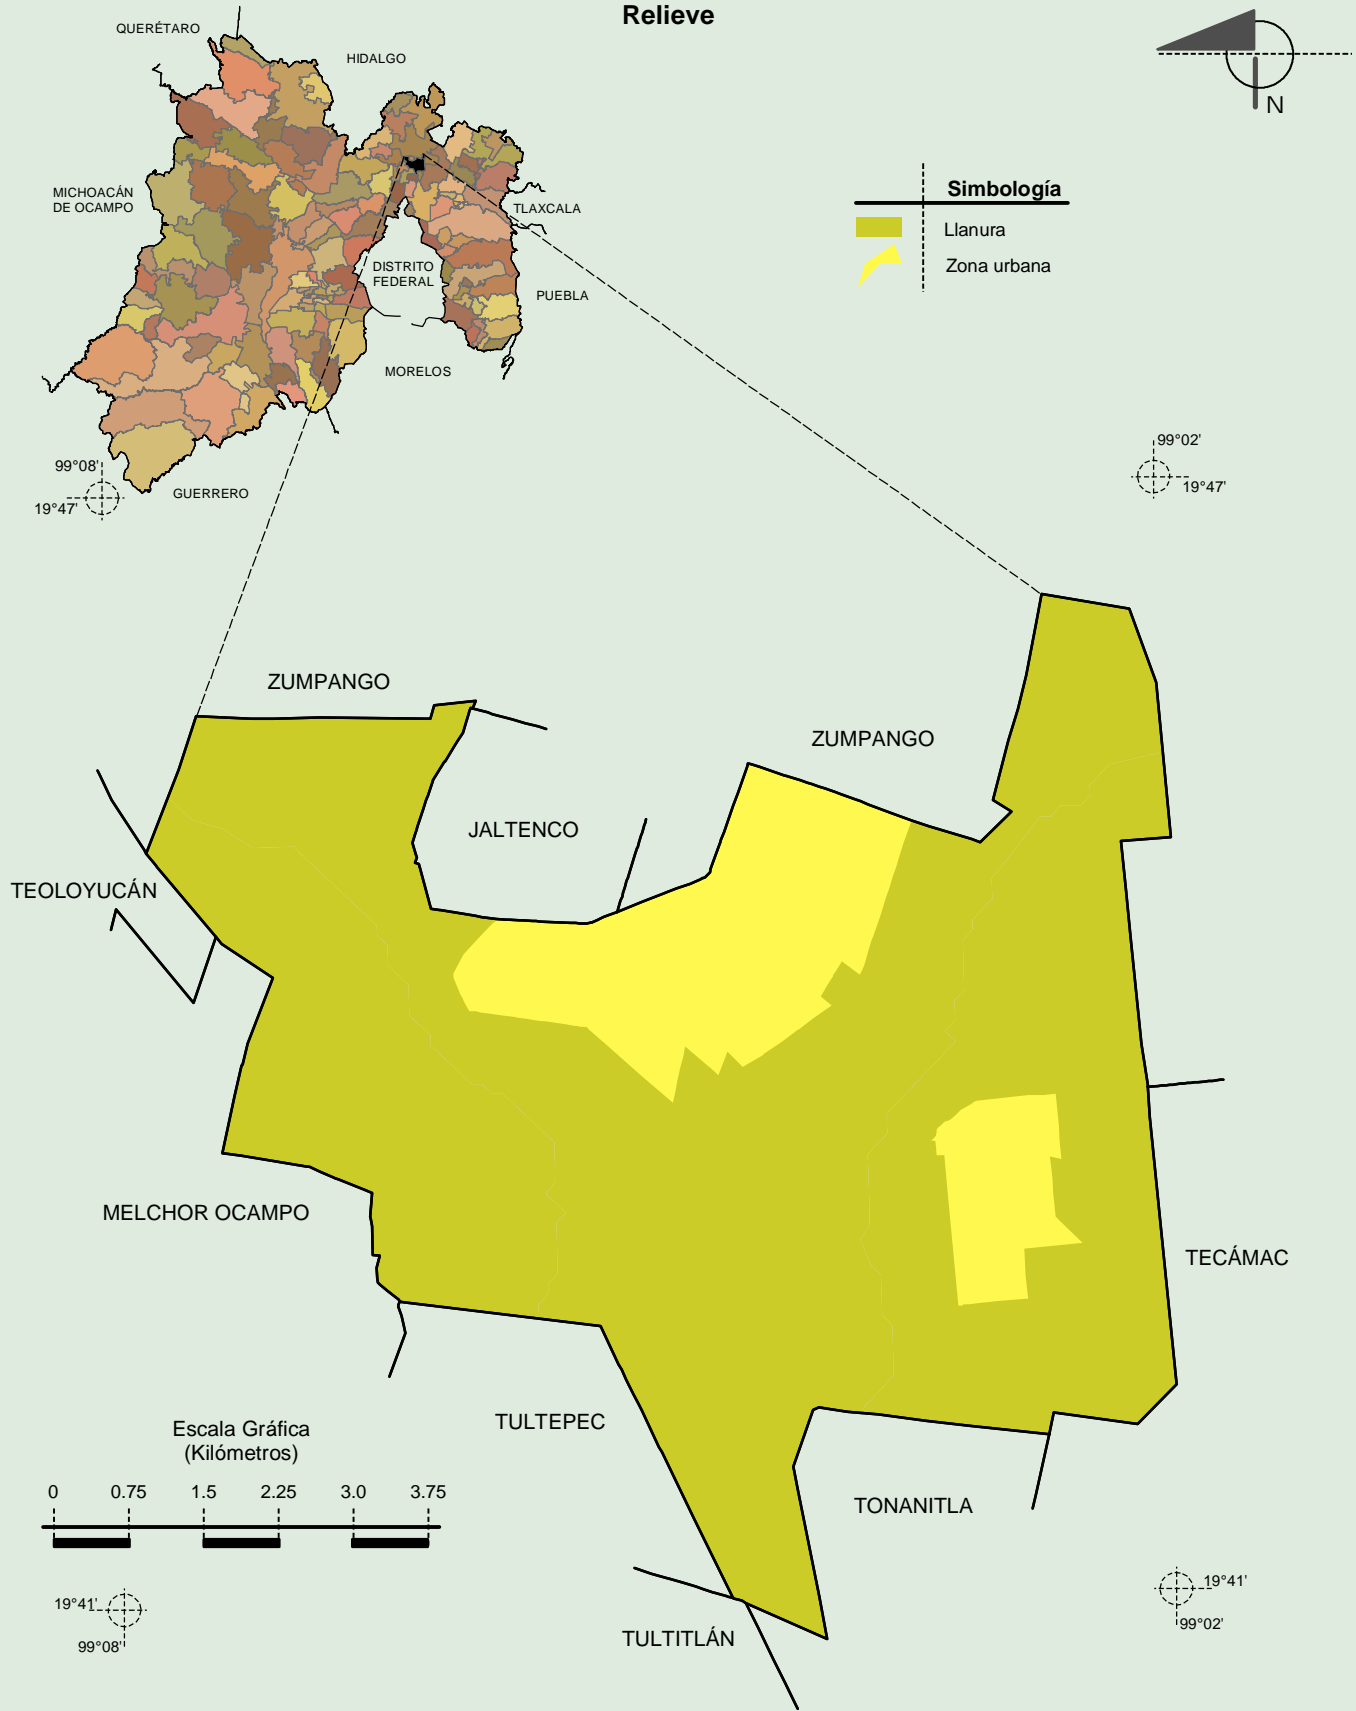 Relieve
QUERÉTARO
HIDALGO
N
MICHOACÁN
DE OCAMPO
TLAXCALA
DISTRITO
FEDERAL
PUEBLA
MORELOS
GUERRERO
Simbología
Llanura
Zona urbana
99°08'
19°47'
99°02'
19°47'
ZUMPANGO
ZUMPANGO
JALTENCO
TEOLOYUCÁN
MELCHOR OCAMPO
TECÁMAC
TULTEPEC
TONANITLA
TULTITLÁN
Escala Gráfica
(Kilómetros)
0 0.75 1.5 2.25 3.0 3.75
19°41'
99°08'
19°41'
99°02'